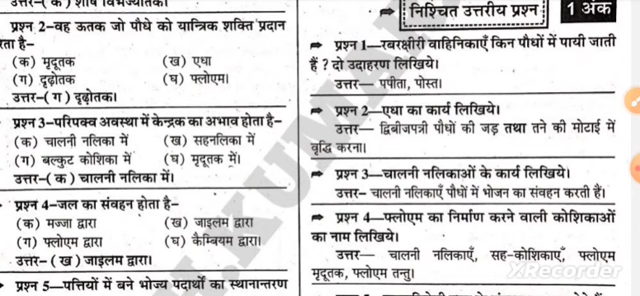 उत्तर–( क ) शीर्ष विभज्योतक।
प्रश्न 2–वह ऊतक जो पौधे को यान्त्रिक शक्ति प्रदान
रता है–
(क) मृदूतक (ख) एधा
(ग) दृढ़ोतक (घ) फ्लोएम।
उत्तर–( ग ) दृढ़ोतक।
प्रश्न 3–परिपक्व अवस्था में केन्द्रक का अभाव होता है–
(क) चालनी नलिका में (ख) सहनलिका में
(ग) बल्कुट कोशिका में (घ) मृदूतक में।
उत्तर–( क ) चालनी नलिका में।
प्रश्न 4–जल का संवहन होता है–
(क) मज्जा द्वारा (ख) जाइलम द्वारा
(ग) फ्लोएम द्वारा (घ) कैम्बियम द्वारा।
उत्तर–( ख ) जाइलम द्वारा।
प्रश्न 5–पत्तियों में बने भोज्य पदार्थों का स्थानान्तरण
निश्चित उत्तरीय प्रश्न 1 अंक
प्रश्न 1–रबरक्षीरी वाहिनिकाएँ किन पौधों में पायी जाती
हैं ? दो उदाहरण लिखिये।
उत्तर– पपीता, पोस्त।
प्रश्न 2–एधा का कार्य लिखिये।
उत्तर– द्विबीजपत्री पौधों की जड़ तथा तने की मोटाई में
वृद्धि करना।
प्रश्न 3–चालनी नलिकाओं के कार्य लिखिये।
उत्तर– चालनी नलिकाएँ पौधों में भोजन का संवहन करती हैं।
प्रश्न 4–फ्लोएम का निर्माण करने वाली कोशिकाओं
का नाम लिखिये।
उत्तर– चालनी नलिकाएँ, सह-कोशिकाएँ, फ्लोएम
मृदूतक, फ्लोएम तन्तु।
H.KUMAR
XRecorder